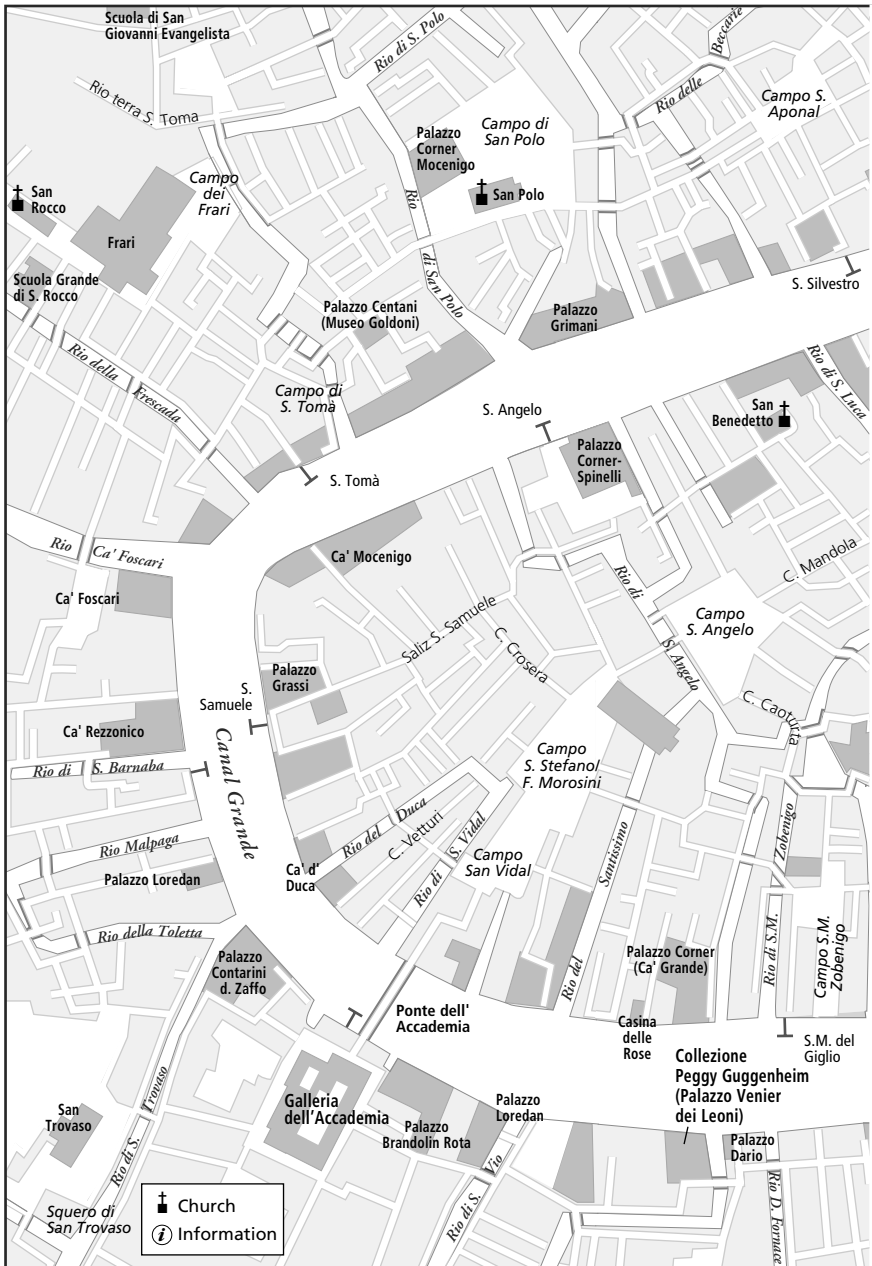 Scuola di San
Giovanni Evangelista
Rio di S. Polo
Beccarie
Rio delle
Campo S.
Aponal
Rio terra S. Toma
Palazzo
Corner
Mocenigo
Campo di
San Polo
Campo
dei
Frari
San
Rocco
Frari
Rio
San Polo
di San Polo
Scuola Grande
di S. Rocco
S. Silvestro
Palazzo Centani
(Museo Goldoni)
Palazzo
Grimani
Rio della
Frescada
Campo di
S. Tomà
Rio di S. Luca
S. Angelo
San
Benedetto
Palazzo
Corner-
Spinelli
S. Tomà
Rio
Ca' Foscari
Ca' Mocenigo
C. Mandola
Ca' Foscari
Rio di
S. Angelo
Campo
S. Angelo
Saliz S. Samuele
C. Crosera
Palazzo
Grassi
S.
Samuele
C. Caoturta
Ca' Rezzonico
Canal Grande
Campo
S. Stefano/
F. Morosini
Rio di
S. Barnaba
Rio del
Duca
C. Vetturi
Rio di
S. Vidal
Zobenigo
Rio Malpaga
Campo
San Vidal
Santissimo
Palazzo Loredan
Ca' d'
Duca
Rio della Toletta
Palazzo
Contarini
d. Zaffo
Rio del
Palazzo Corner
(Ca' Grande)
Rio di S.M.
Campo S.M.
Zobenigo
Ponte dell'
Accademia
Casina
delle
Rose
S.M. del
Giglio
Collezione
Peggy Guggenheim
(Palazzo Venier
dei Leoni)
San
Trovaso
Trovaso
Rio di S.
Galleria
dell'Accademia
Palazzo
Brandolin Rota
Palazzo
Loredan
Palazzo
Dario
Vio
Rio di S.
Rio D. Fornace
Squero di
San Trovaso
Church
i Information